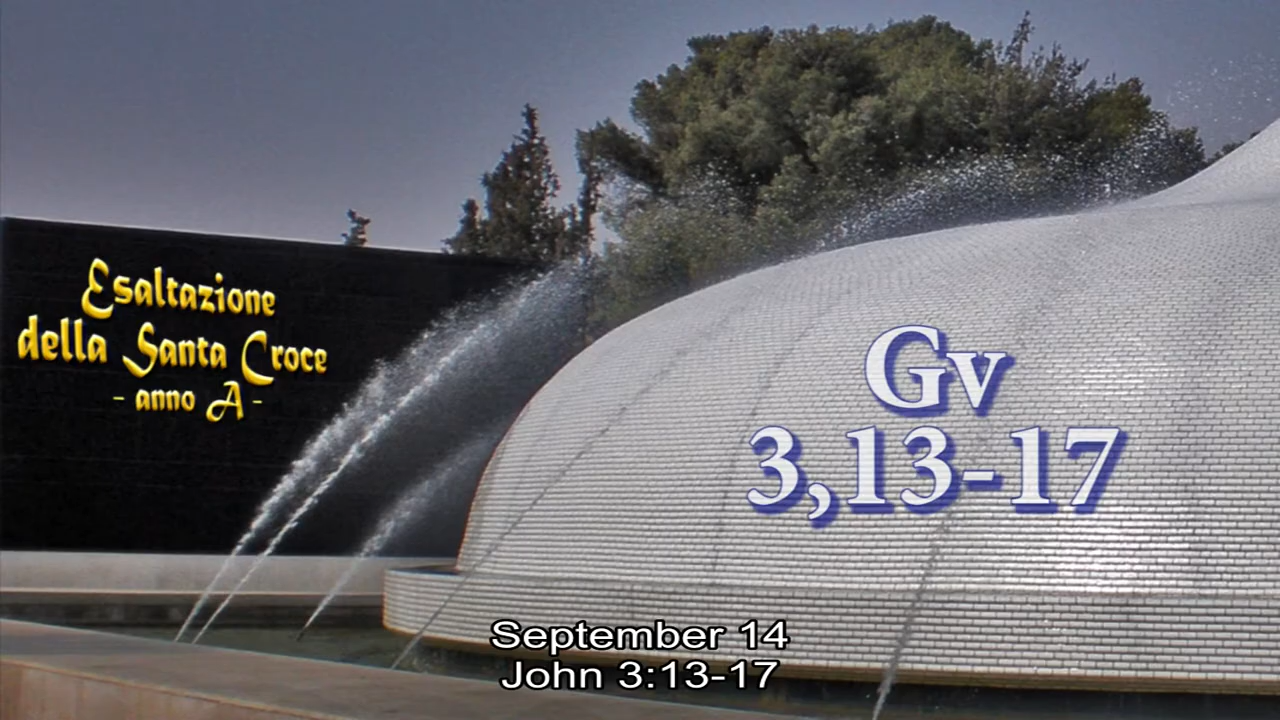 Esaltazione
della Santa Croce
- anno A -
Gv
3,13-17
September 14
John 3:13-17